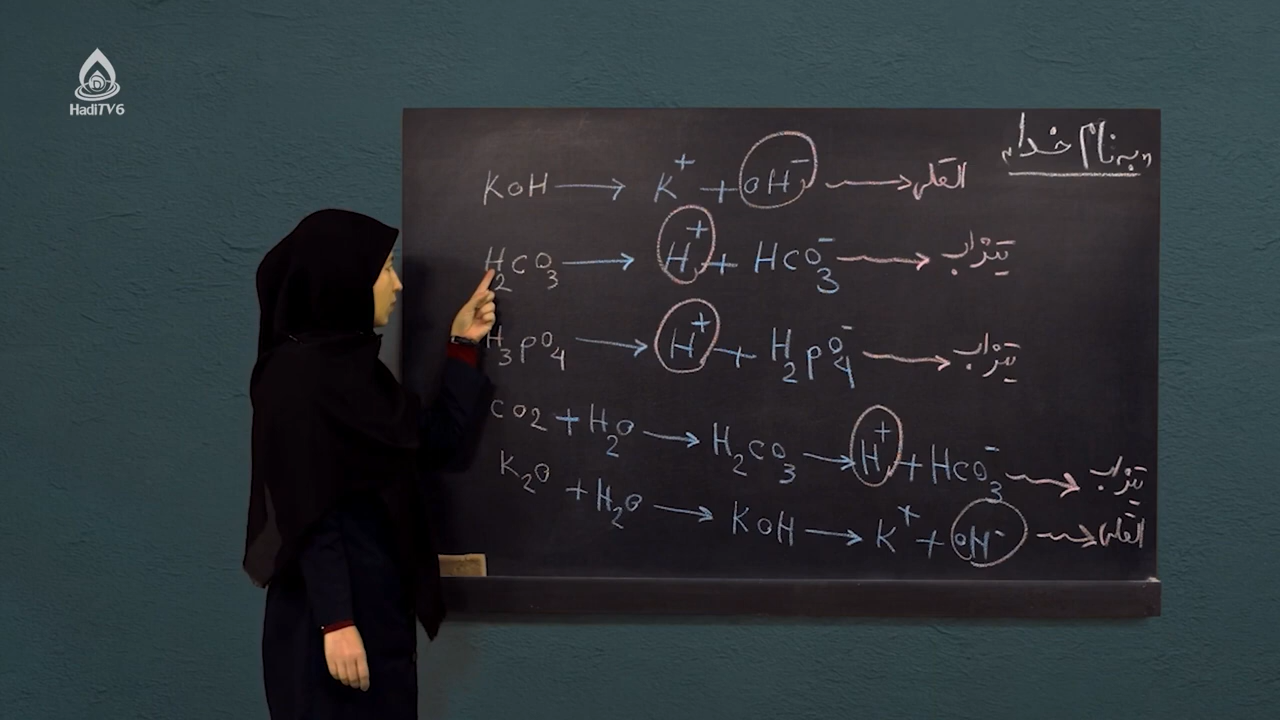 HadiTV6
«به نام خدا»
KOH → K⁺ + OH⁻ → القلی
H₂CO₃ → H⁺ + HCO₃⁻ → تیزاب
H₃PO₄ → H⁺ + H₂PO₄⁻ → تیزاب
CO₂ + H₂O → H₂CO₃ → H⁺ + HCO₃⁻ → تیزاب
K₂O + H₂O → KOH → K⁺ + OH⁻ → القلی